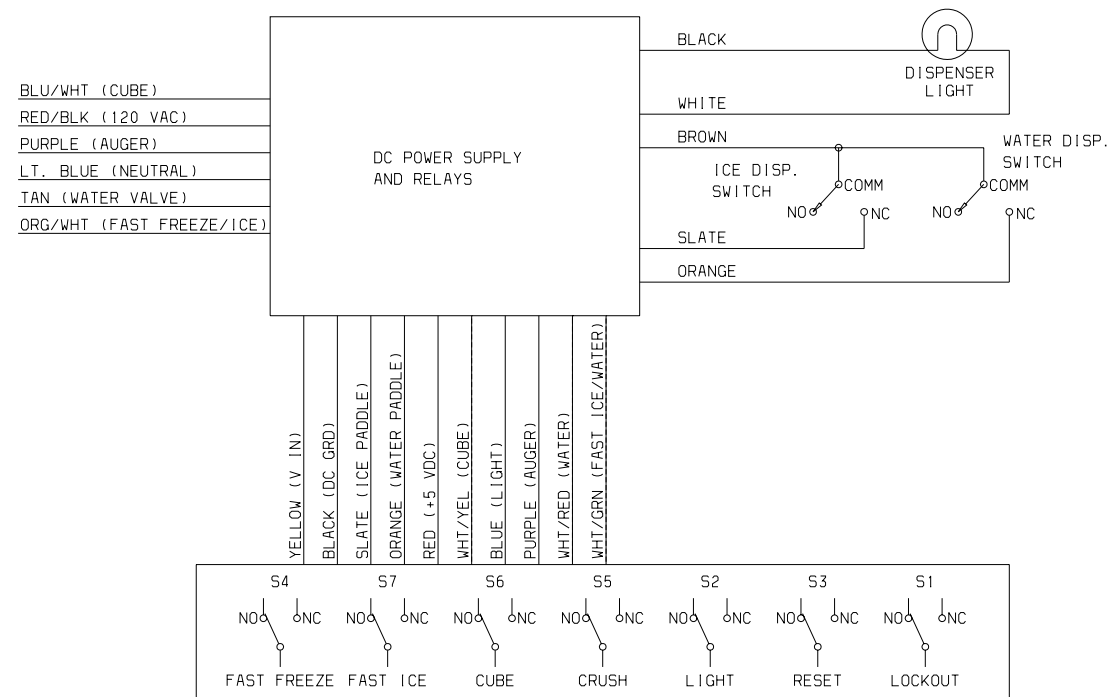 BLACK
DISPENSER
LIGHT
BLU/WHT (CUBE)
RED/BLK (120 VAC)
PURPLE (AUGER)
LT. BLUE (NEUTRAL)
TAN (WATER VALVE)
ORG/WHT (FAST FREEZE/ICE)
DC POWER SUPPLY
AND RELAYS
WHITE
BROWN
ICE DISP.
SWITCH
COMM
NO
NC
WATER DISP.
SWITCH
COMM
NO
NC
SLATE
ORANGE
YELLOW (V IN)
BLACK (DC GRD)
SLATE (ICE PADDLE)
ORANGE (WATER PADDLE)
RED (+5 VDC)
WHT/YEL (CUBE)
BLUE (LIGHT)
PURPLE (AUGER)
WHT/RED (WATER)
WHT/GRN (FAST ICE/WATER)
S4
S7
S6
S5
S2
S3
S1
NO NC
NO NC
NO NC
NO NC
NO NC
NO NC
NO NC
FAST FREEZE
FAST ICE
CUBE
CRUSH
LIGHT
RESET
LOCKOUT